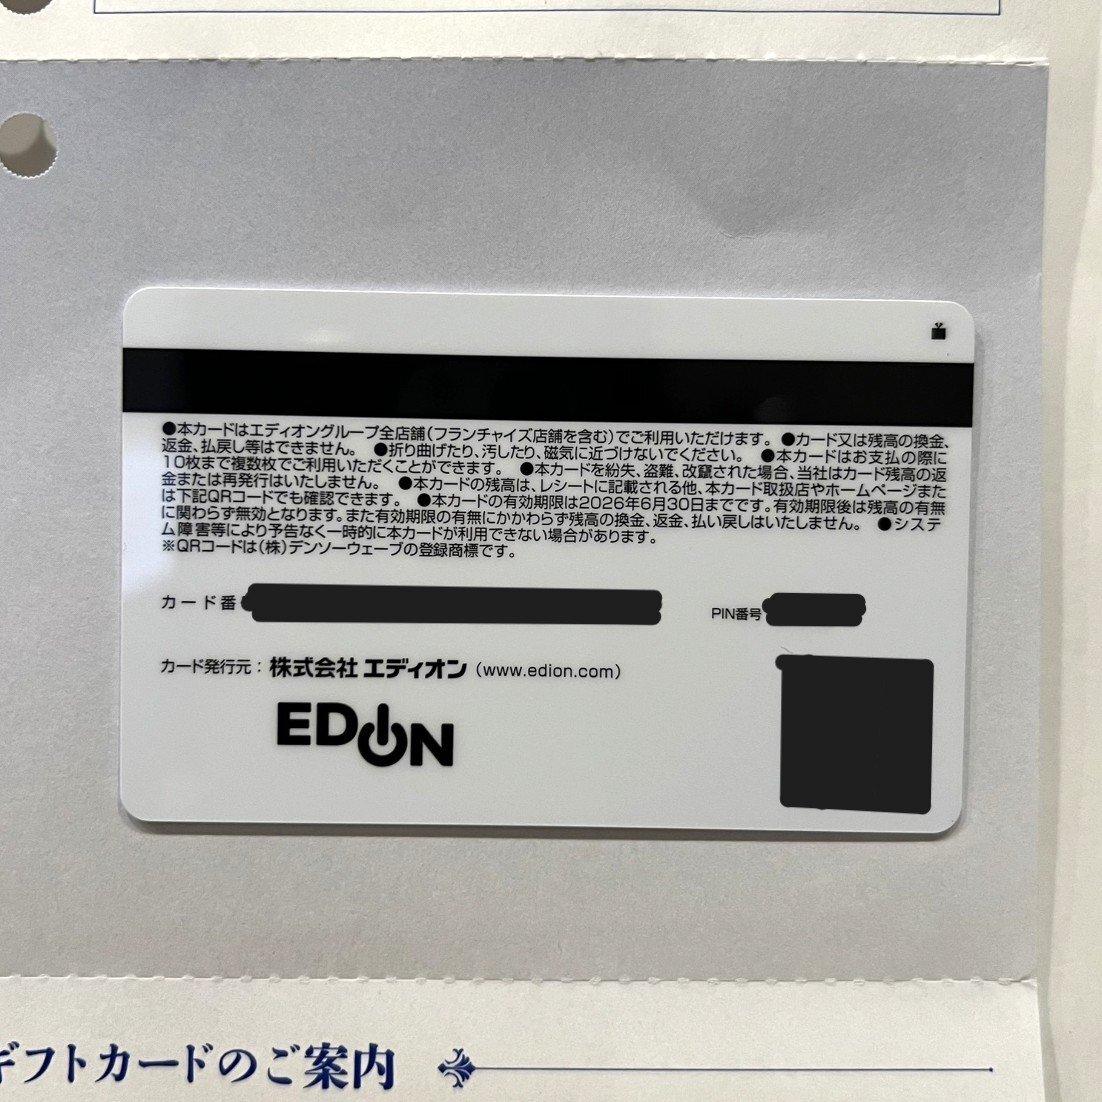 ●本カードはエディオングループ全店舗(フランチャイズ店舗を含む)でご利用いただけます。 ●カード又は残高の換金、
返金、払戻し等はできません。 ●折り曲げたり、汚したり、磁気に近づけないでください。 ●本カードはお支払の際に
10枚まで複数枚でご利用いただくことができます。 ●本カードを紛失、盗難、改竄された場合、当社はカード残高の返
金または再発行はいたしません。 ●本カードの残高は、レシートに記載される他、本カード取扱店やホームページまた
は下記QRコードでも確認できます。 ●本カードの有効期限は2026年6月30日までです。有効期限後は残高の有無
に関わらず無効となります。また有効期限の有無にかかわらず残高の換金、返金、払い戻しはいたしません。 ●システ
ム障害等により予告なく一時的に本カードが利用できない場合があります。
※QRコードは(株)デンソーウェーブの登録商標です。
カード番
PIN番号
カード発行元：株式会社 エディオン (www.edion.com)
EDION
ギフトカードのご案内